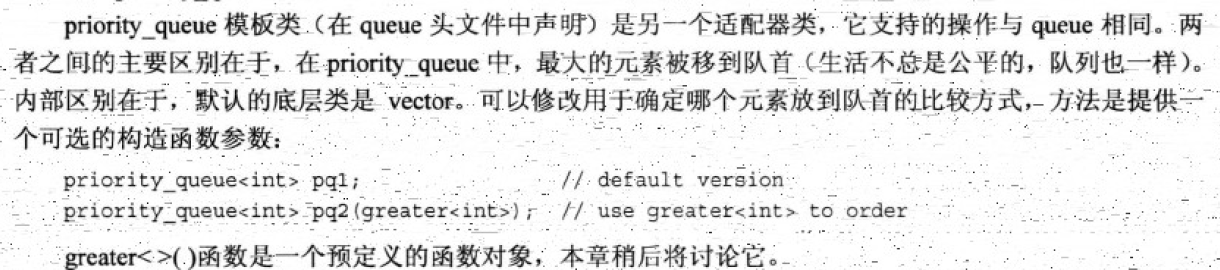 priority_queue 模板类（在 queue 头文件中声明）是另一个适配器类，它支持的操作与 queue 相同。两
者之间的主要区别在于，在 priority_queue 中，最大的元素被移到队首（生活不总是公平的，队列也一样）。
内部区别在于，默认的底层类是 vector。可以修改用于确定哪个元素放到队首的比较方式，方法是提供一
个可选的构造函数参数：
priority_queue<int> pq1; // default version
priority_queue<int> pq2(greater<int>); // use greater<int> to order
greater< >( )函数是一个预定义的函数对象，本章稍后将讨论它。